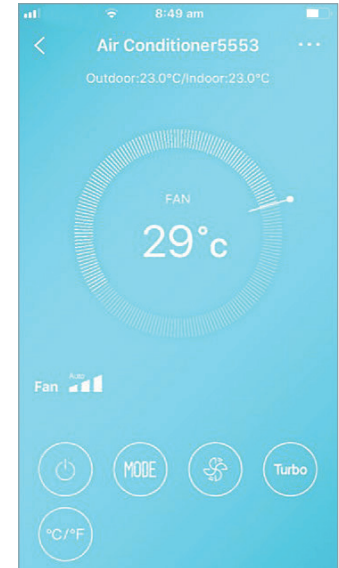 8:49 am
Air Conditioner5553
Outdoor:23.0°C/Indoor:23.0°C
FAN
29°c
Auto
Fan
MODE
Turbo
°C/°F